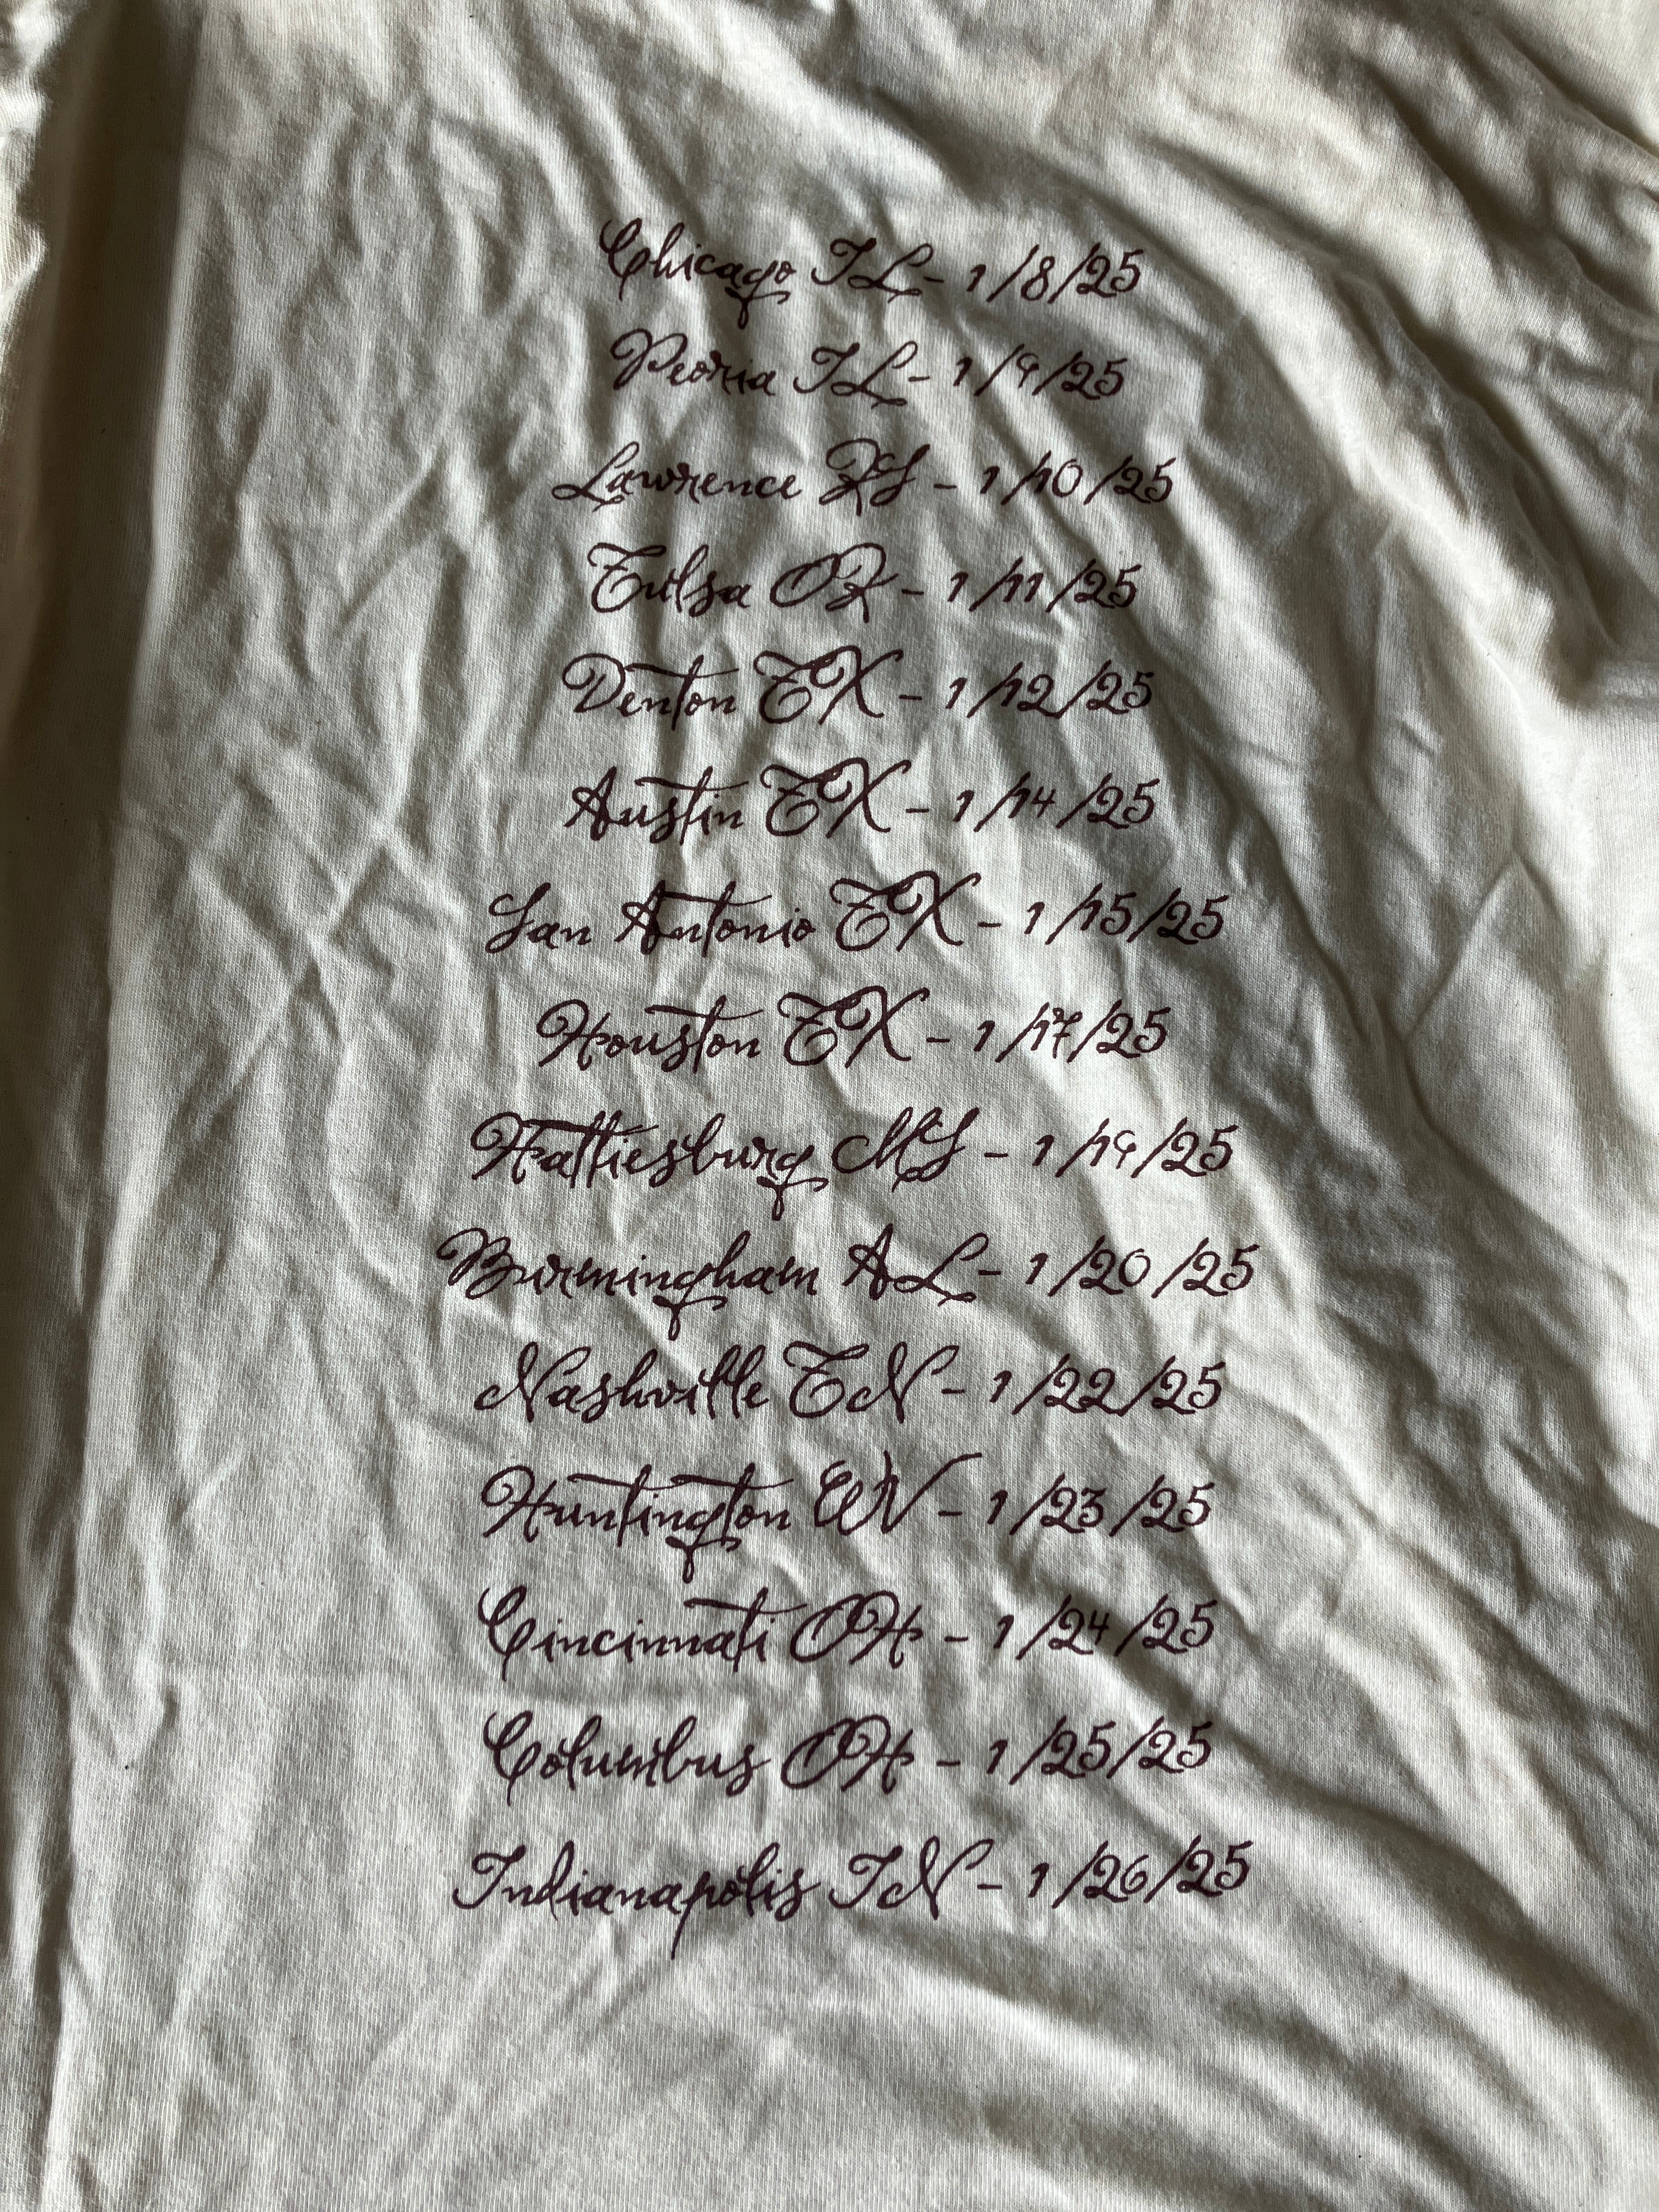 Chicago IL - 1/8/25
Peoria IL - 1/9/25
Lawrence KS - 1/10/25
Tulsa OK - 1/11/25
Denton TX - 1/12/25
Austin TX - 1/14/25
San Antonio TX - 1/15/25
Houston TX - 1/17/25
Hattiesburg MS - 1/19/25
Birmingham AL - 1/20/25
Nashville TN - 1/22/25
Huntington WV - 1/23/25
Cincinnati OH - 1/24/25
Columbus OH - 1/25/25
Indianapolis IN - 1/26/25